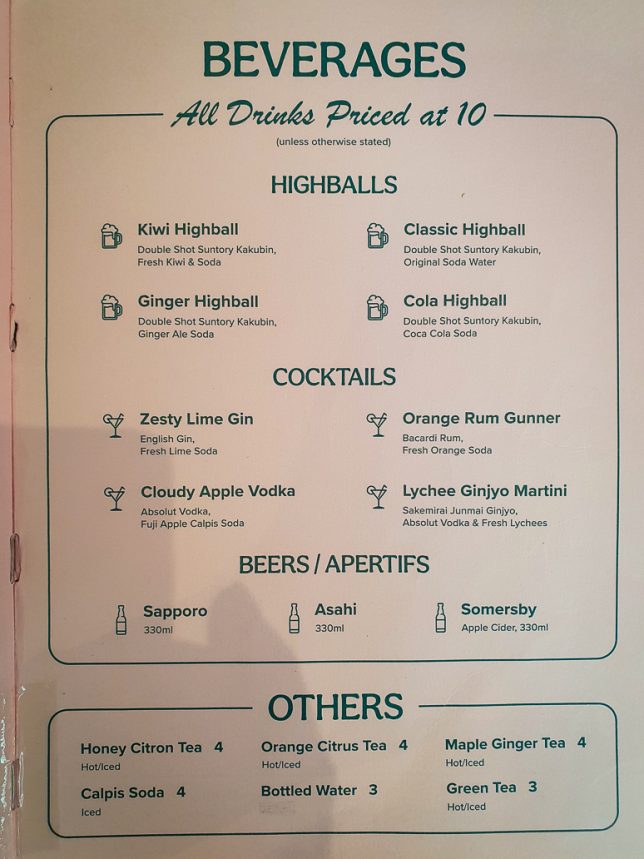 BEVERAGES
All Drinks Priced at 10
(unless otherwise stated)
HIGHBALLS
Kiwi Highball
Double Shot Suntory Kakubin,
Fresh Kiwi & Soda
Classic Highball
Double Shot Suntory Kakubin,
Original Soda Water
Ginger Highball
Double Shot Suntory Kakubin,
Ginger Ale Soda
Cola Highball
Double Shot Suntory Kakubin,
Coca Cola Soda
COCKTAILS
Zesty Lime Gin
English Gin,
Fresh Lime Soda
Orange Rum Gunner
Bacardi Rum,
Fresh Orange Soda
Cloudy Apple Vodka
Absolut Vodka,
Fuji Apple Calpis Soda
Lychee Ginjyo Martini
Sakemirai Junmai Ginjyo,
Absolut Vodka & Fresh Lychees
BEERS / APERTIFS
Sapporo
330ml
Asahi
330ml
Somersby
Apple Cider, 330ml
OTHERS
Honey Citron Tea 4
Hot/Iced
Orange Citrus Tea 4
Hot/Iced
Maple Ginger Tea 4
Hot/Iced
Calpis Soda 4
Iced
Bottled Water 3
Green Tea 3
Hot/Iced